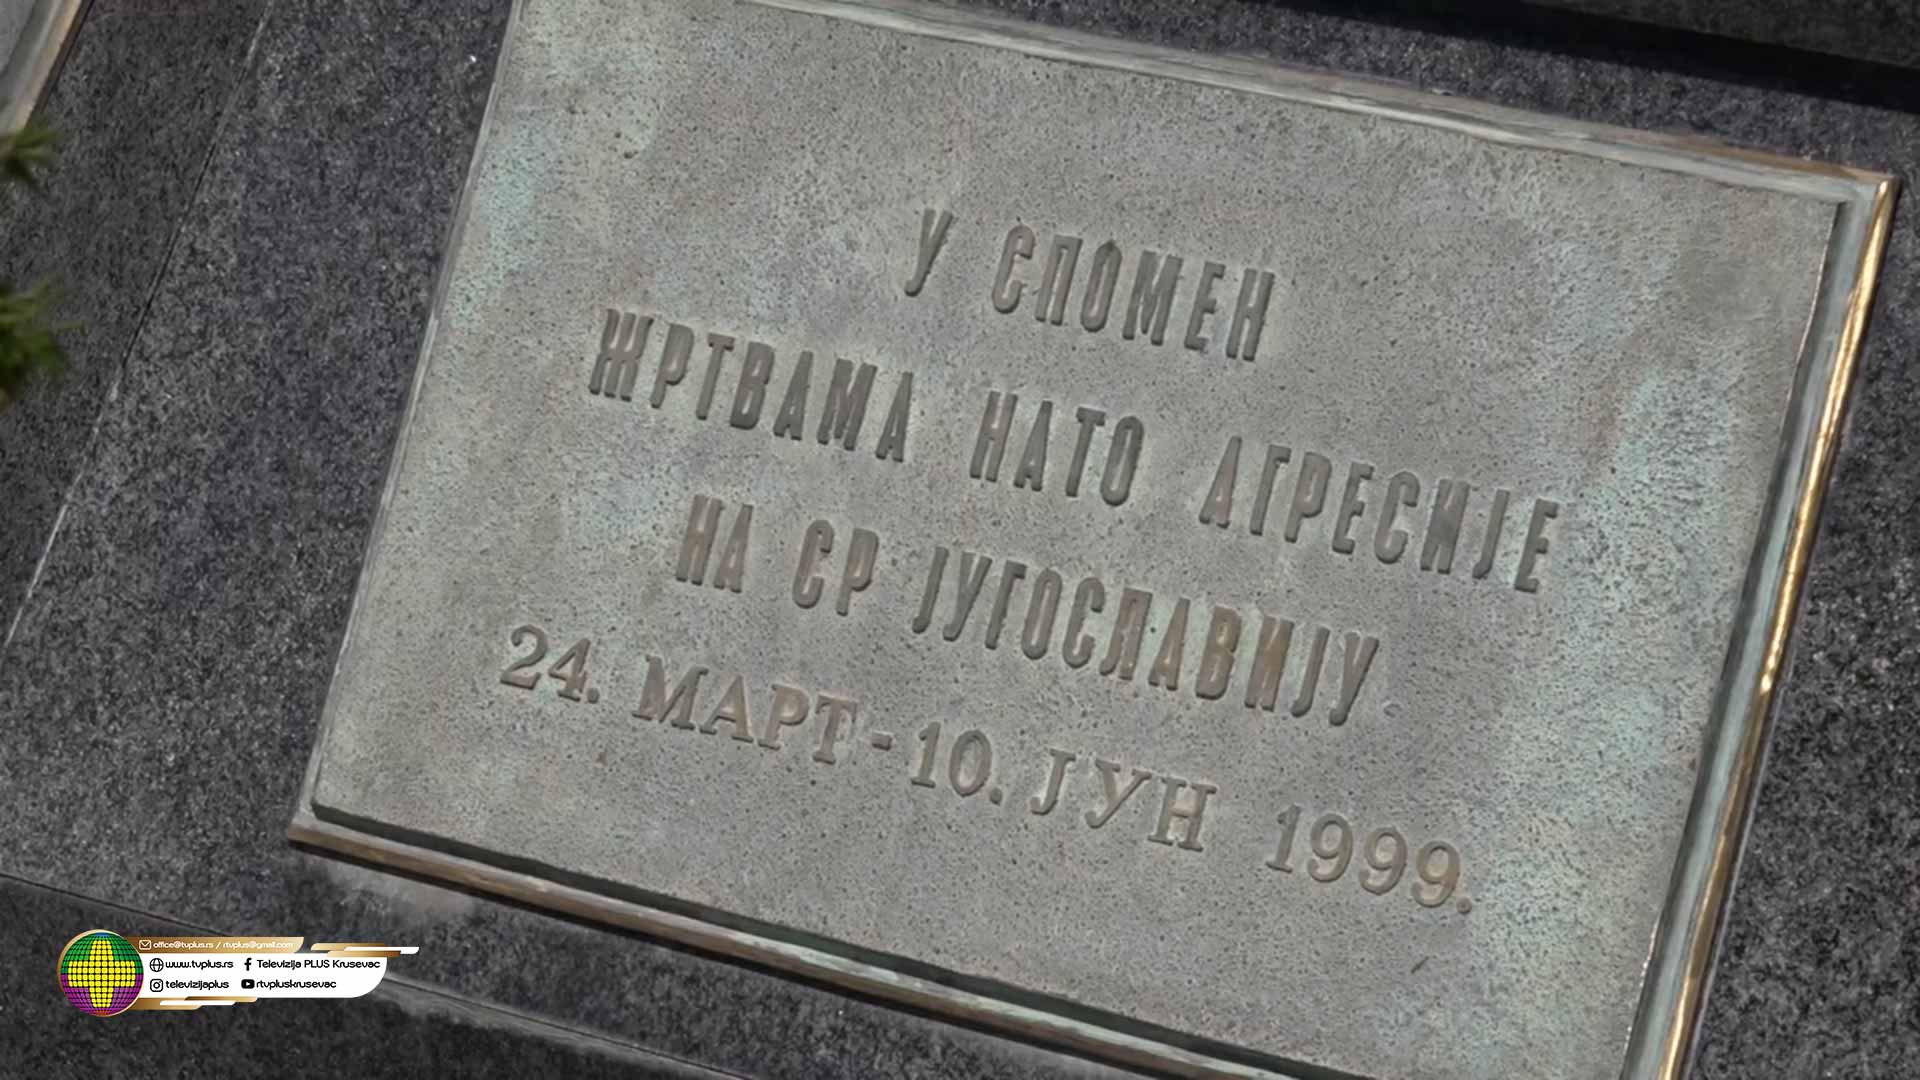 У СПОМЕН
ЖРТВАМА НАТО АГРЕСИЈЕ
НА СР ЈУГОСЛАВИЈУ
24. МАРТ - 10. ЈУН 1999.
office@tvplus.rs / rtvplus@gmail.com
www.tvplus.rs Televizija PLUS Krusevac
televizijaplus rtvpluskrusevac